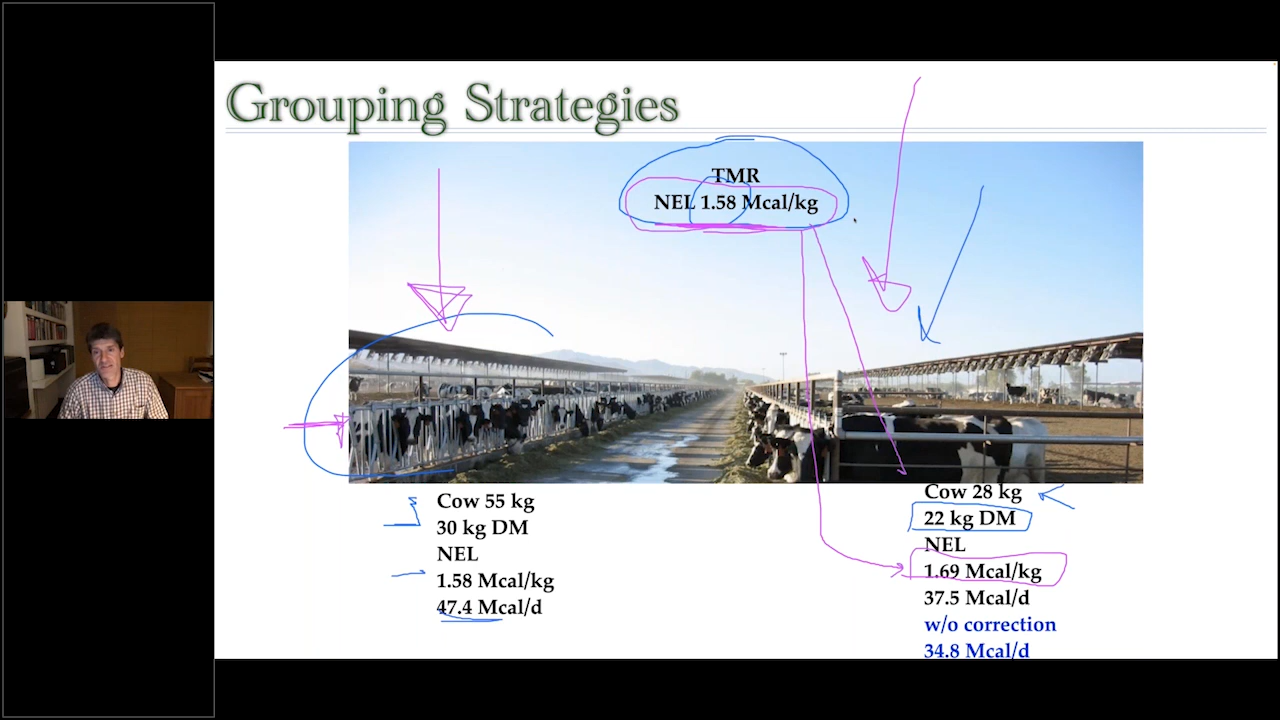 Grouping Strategies
TMR
NEL 1.58 Mcal/kg
Cow 55 kg
30 kg DM
NEL
1.58 Mcal/kg
47.4 Mcal/d
Cow 28 kg
22 kg DM
NEL
1.69 Mcal/kg
37.5 Mcal/d
w/o correction
34.8 Mcal/d